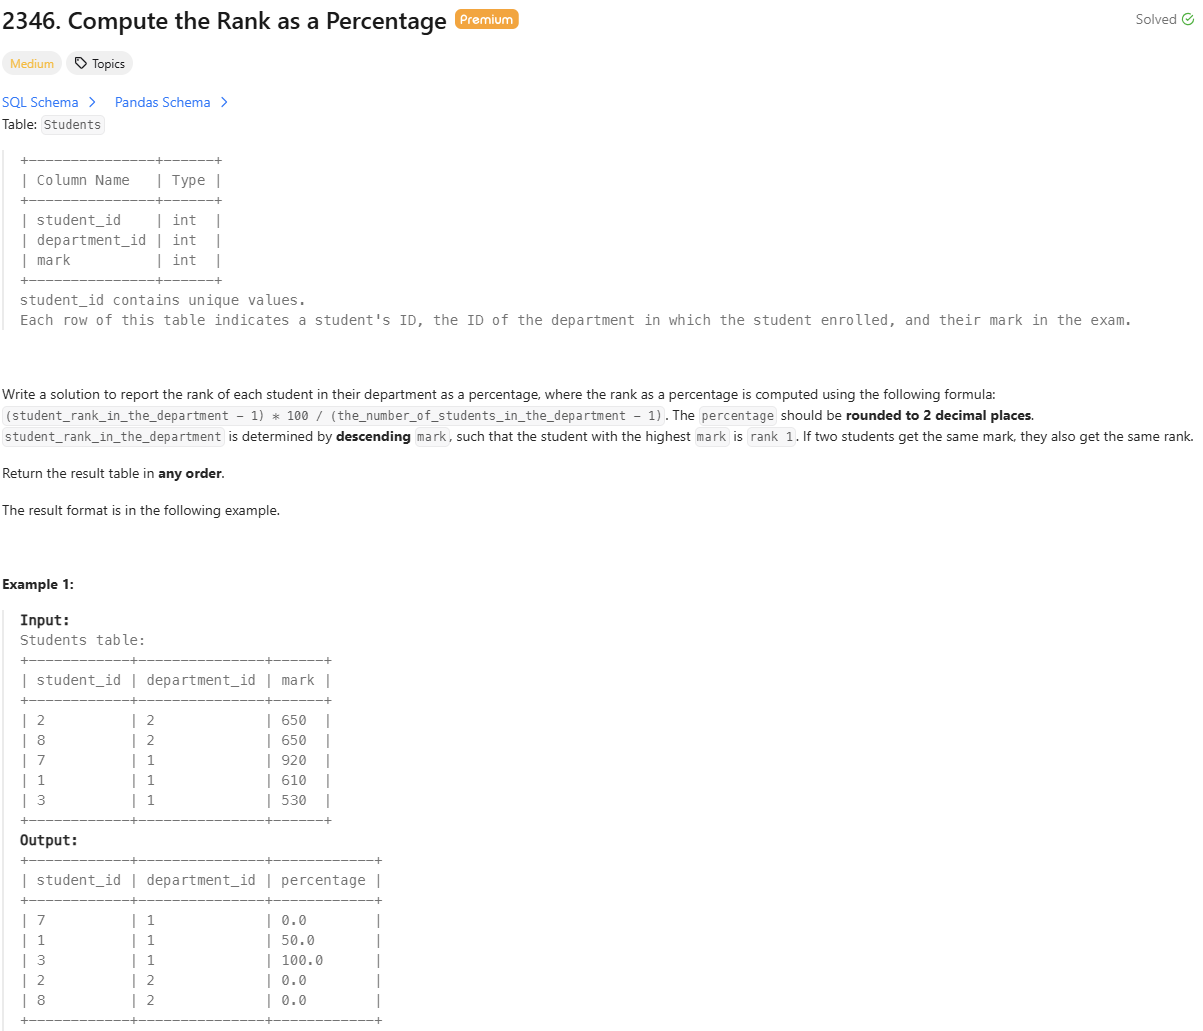 2346. Compute the Rank as a Percentage Premium Solved
Medium Topics
SQL Schema Pandas Schema
Table: Students
+---------------+------+
| Column Name   | Type |
+---------------+------+
| student_id    | int  |
| department_id | int  |
| mark          | int  |
+---------------+------+
student_id contains unique values.
Each row of this table indicates a student's ID, the ID of the department in which the student enrolled, and their mark in the exam.
Write a solution to report the rank of each student in their department as a percentage, where the rank as a percentage is computed using the following formula:
(student_rank_in_the_department - 1) * 100 / (the_number_of_students_in_the_department - 1). The percentage should be rounded to 2 decimal places.
student_rank_in_the_department is determined by descending mark, such that the student with the highest mark is rank 1. If two students get the same mark, they also get the same rank.
Return the result table in any order.
The result format is in the following example.
Example 1:
Input:
Students table:
+------------+---------------+------+
| student_id | department_id | mark |
+------------+---------------+------+
| 2          | 2             | 650  |
| 8          | 2             | 650  |
| 7          | 1             | 920  |
| 1          | 1             | 610  |
| 3          | 1             | 530  |
+------------+---------------+------+
Output:
+------------+---------------+------------+
| student_id | department_id | percentage |
+------------+---------------+------------+
| 7          | 1             | 0.0        |
| 1          | 1             | 50.0       |
| 3          | 1             | 100.0      |
| 2          | 2             | 0.0        |
| 8          | 2             | 0.0        |
+------------+---------------+------------+